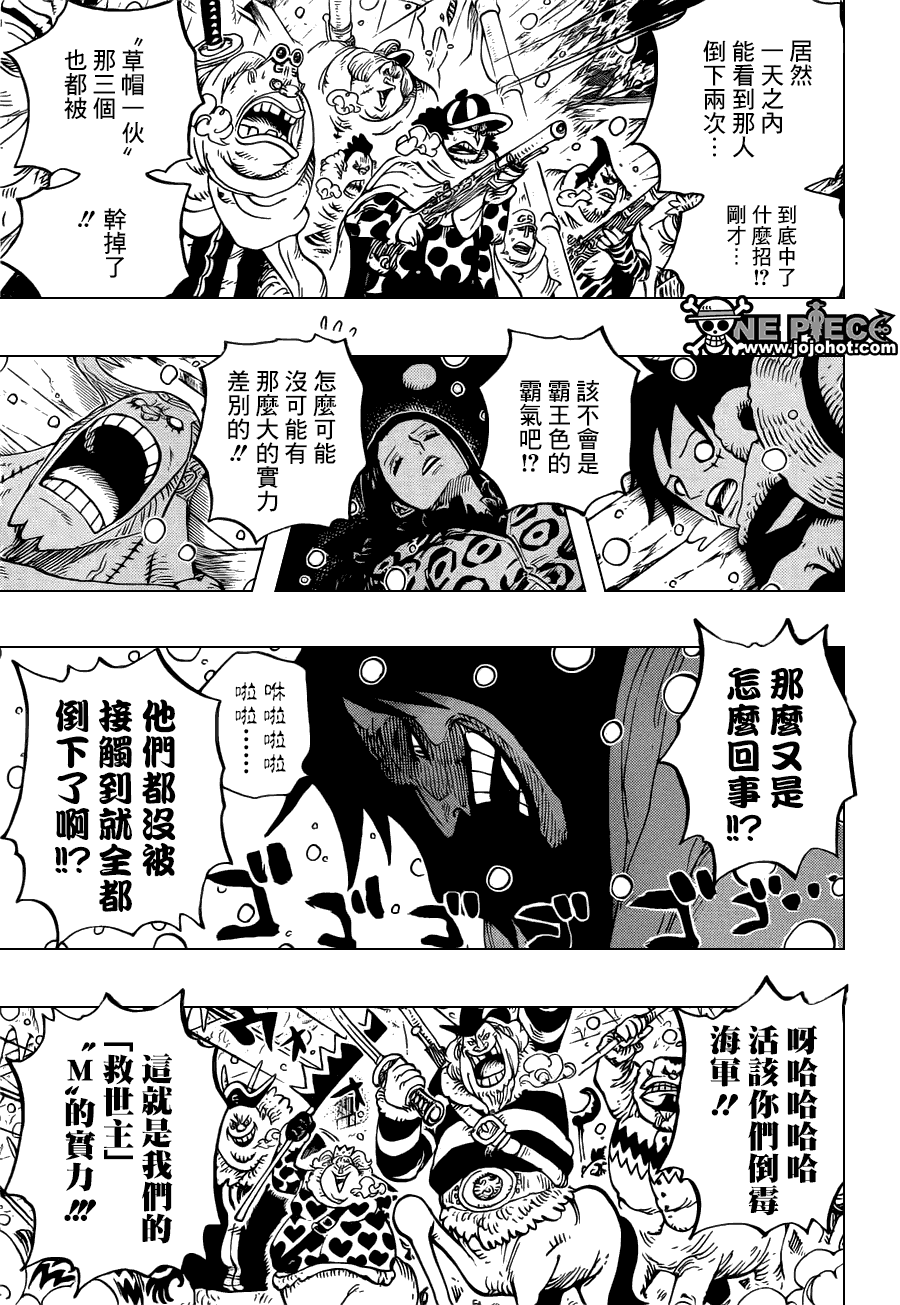 居然
一天之內
能看到那人
倒下兩次…
到底中了
什麼招!?
剛才…
“草帽一伙”
那三個
也都被
幹掉了
!!
ONE PIECE
www.jojohot.com
該不會是
霸王色的
霸氣吧!?
怎麼可能
沒可能有
那麼大的實力
差別的!!
那麼又是
怎麼回事!!?
咻啦啦啦
啦啦……
他們都沒被
接觸到就全都
倒下了啊!!?
ゴゴゴゴ
呀哈哈哈哈
活該你們倒霉
海軍!!
這就是我們的
「救世主」
“M”的實力!!!